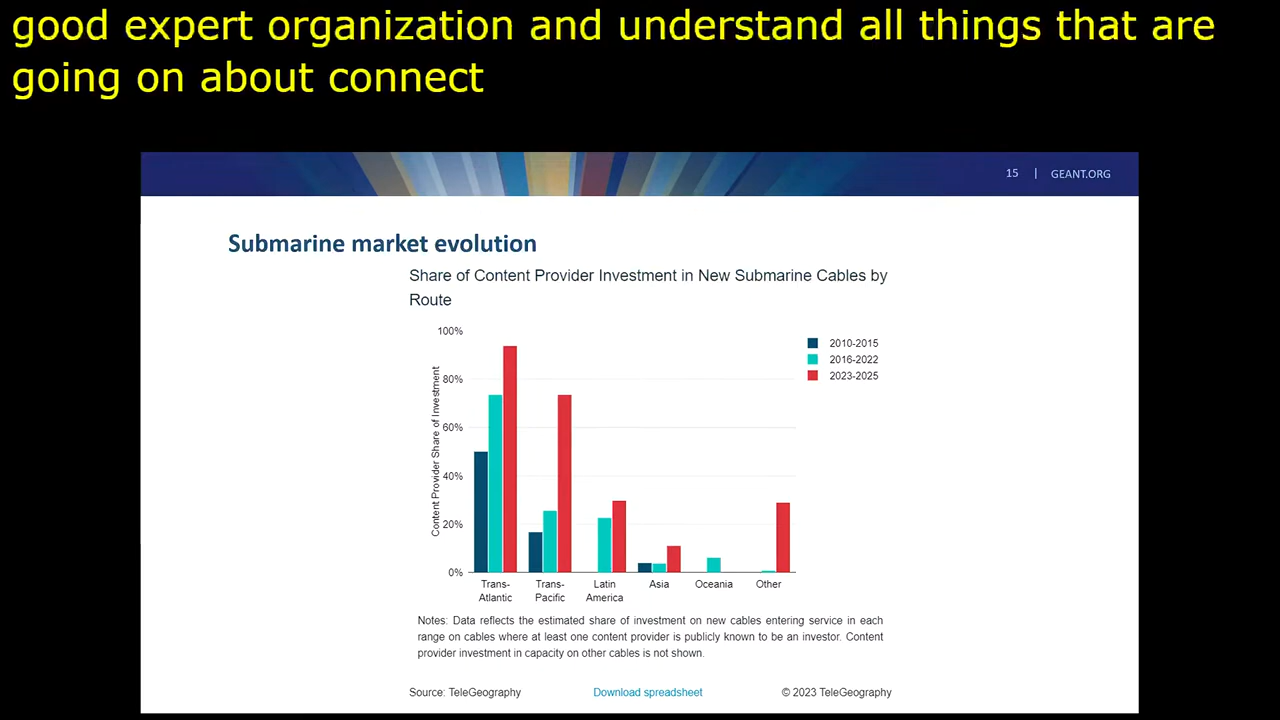 good expert organization and understand all things that are
going on about connect
15 | GEANT.ORG
Submarine market evolution
Share of Content Provider Investment in New Submarine Cables by
Route
Content Provider Share of Investment
100%
80%
60%
40%
20%
0%
2010-2015
2016-2022
2023-2025
Trans-
Atlantic
Trans-
Pacific
Latin
America
Asia
Oceania
Other
Notes: Data reflects the estimated share of investment on new cables entering service in each
range on cables where at least one content provider is publicly known to be an investor. Content
provider investment in capacity on other cables is not shown.
Source: TeleGeography
Download spreadsheet
© 2023 TeleGeography